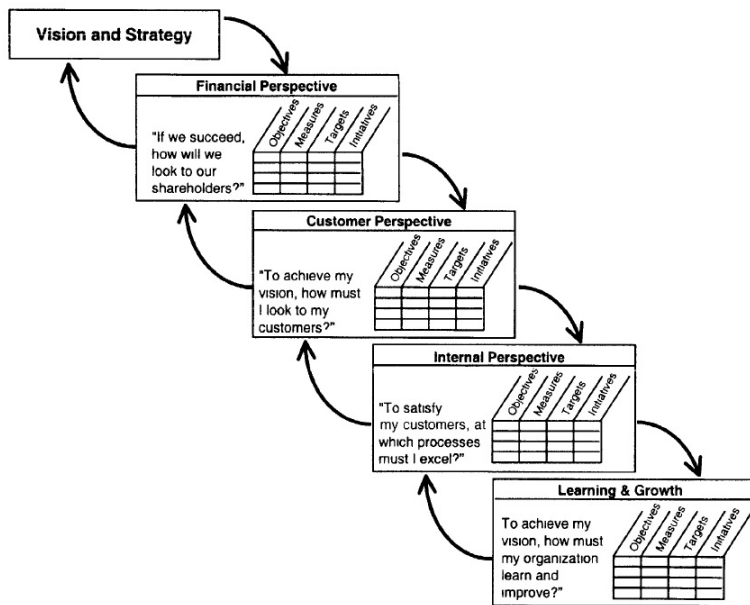 Vision and Strategy
Financial Perspective
Objectives
Measures
Targets
Initiatives
"If we succeed,
how will we
look to our
shareholders?"
Customer Perspective
Objectives
Measures
Targets
Initiatives
"To achieve my
vision, how must
I look to my
customers?"
Internal Perspective
Objectives
Measures
Targets
Initiatives
"To satisfy
my customers, at
which processes
must I excel?"
Learning & Growth
Objectives
Measures
Targets
Initiatives
To achieve my
vision, how must
my organization
learn and
improve?"